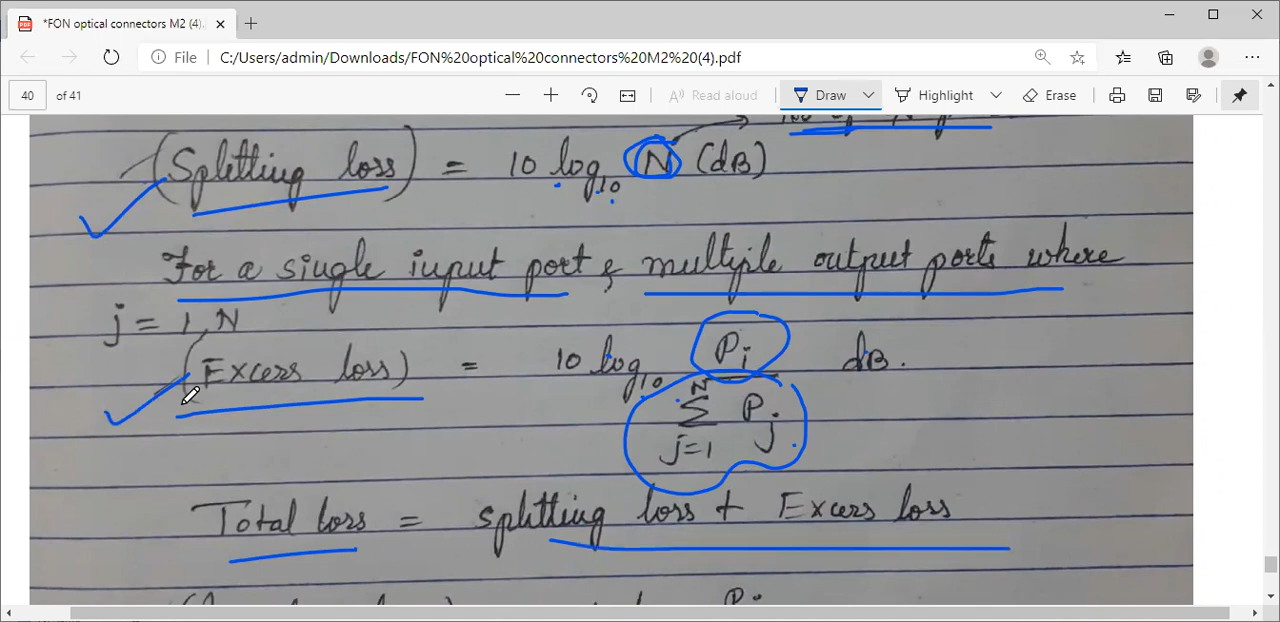 *FON optical connectors M2 (4).
File C:/Users/admin/Downloads/FON%20optical%20connectors%20M2%20(4).pdf
40 of 41 Read aloud Draw Highlight Erase
(Splitting loss) = 10 log10 N (dB)
For a single input port & multiple output ports where
j = 1, N
(Excess loss) = 10 log10 Pi / N Σ j=1 Pj dB.
Total loss = splitting loss + Excess loss